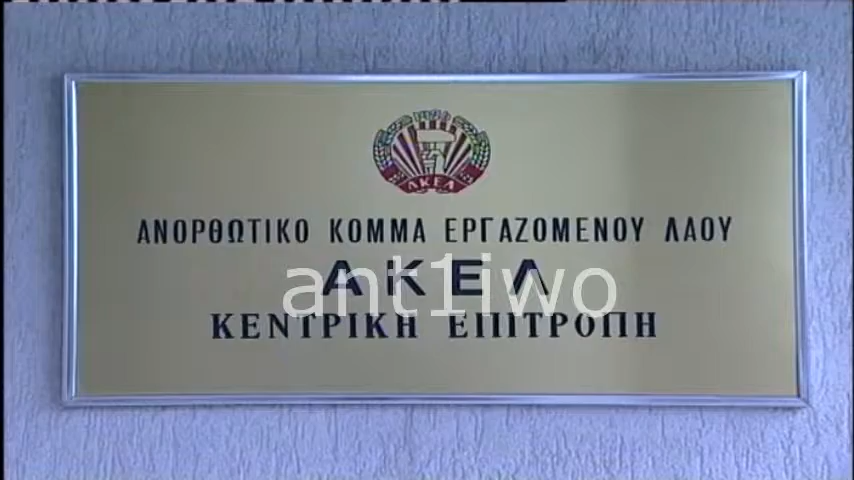 ΑΚΕΛ
ΑΝΟΡΘΩΤΙΚΟ ΚΟΜΜΑ ΕΡΓΑΖΟΜΕΝΟΥ ΛΑΟΥ
ΑΚΕΛ
ant1iwo
ΚΕΝΤΡΙΚΗ ΕΠΙΤΡΟΠΗ